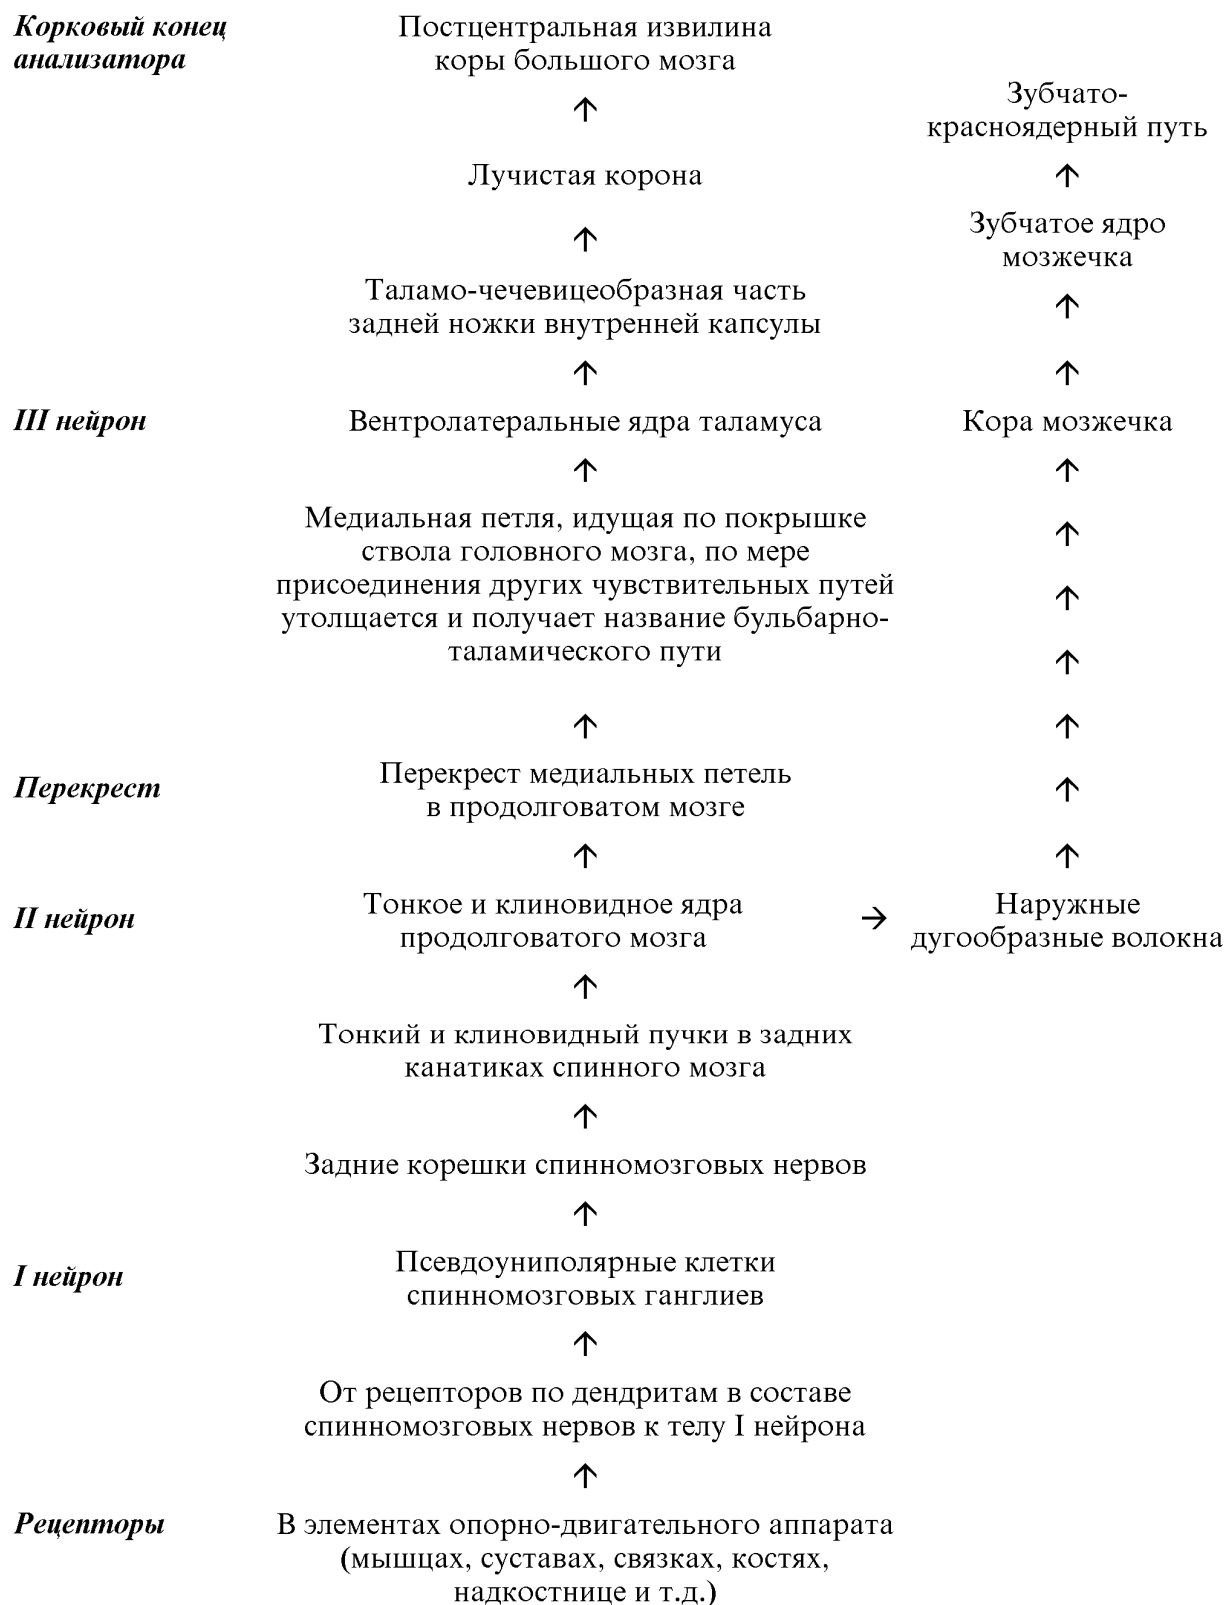 Корковый конец
анализатора
Постцентральная извилина
коры большого мозга
↑
Зубчато-
красноядерный путь
↑
Лучистая корона
↑
Зубчатое ядро
мозжечка
↑
Таламо-чечевицеобразная часть
задней ножки внутренней капсулы
↑
↑
↑
III нейрон
Вентролатеральные ядра таламуса
Кора мозжечка
↑
↑
Медиальная петля, идущая по покрышке
ствола головного мозга, по мере
присоединения других чувствительных путей
утолщается и получает название бульбарно-
таламического пути
↑
↑
↑
↑
↑
Перекрест
Перекрест медиальных петель
в продолговатом мозге
↑
↑
↑
II нейрон
Тонкое и клиновидное ядра
продолговатого мозга
→
Наружные
дугообразные волокна
↑
Тонкий и клиновидный пучки в задних
канатиках спинного мозга
↑
Задние корешки спинномозговых нервов
↑
I нейрон
Псевдоуниполярные клетки
спинномозговых ганглиев
↑
От рецепторов по дендритам в составе
спинномозговых нервов к телу I нейрона
↑
Рецепторы
В элементах опорно-двигательного аппарата
(мышцах, суставах, связках, костях,
надкостнице и т.д.)